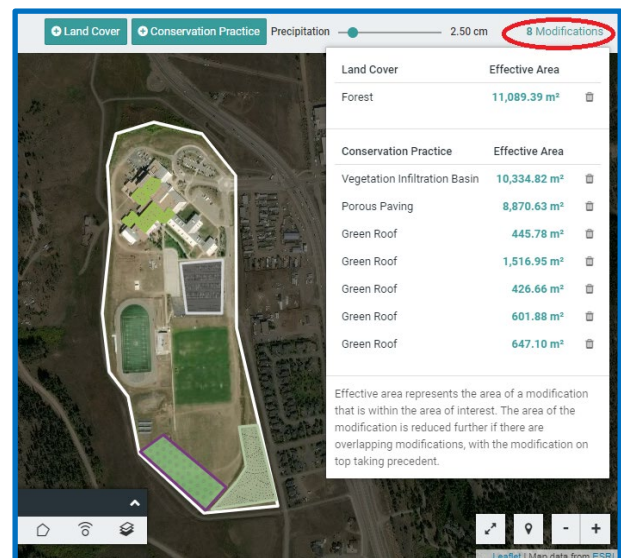 Land Cover Conservation Practice Precipitation 2.50 cm 8 Modifications
Land Cover Effective Area
Forest 11,089.39 m²
Conservation Practice Effective Area
Vegetation Infiltration Basin 10,334.82 m²
Porous Paving 8,870.63 m²
Green Roof 445.78 m²
Green Roof 1,516.95 m²
Green Roof 426.66 m²
Green Roof 601.88 m²
Green Roof 647.10 m²
Effective area represents the area of a modification
that is within the area of interest. The area of the
modification is reduced further if there are
overlapping modifications, with the modification on
top taking precedent.
Leaflet | Map data from ESRI